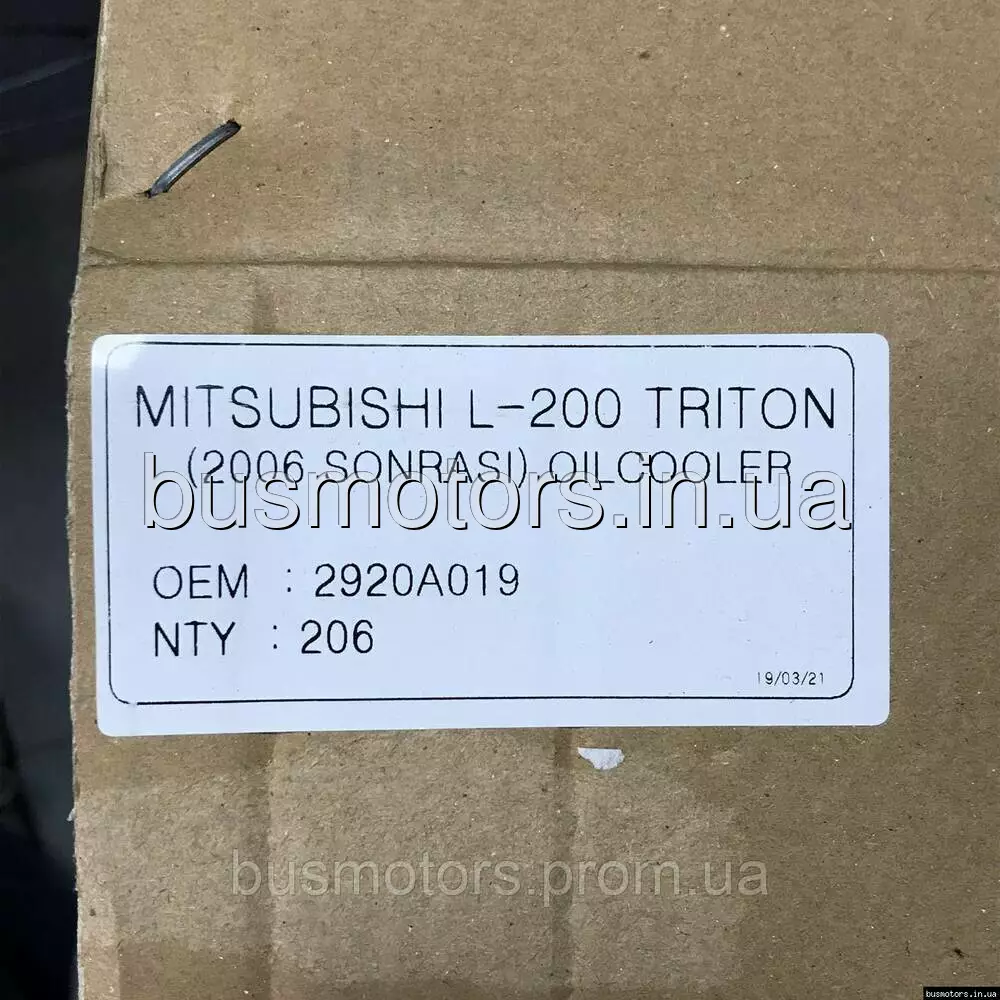 MITSUBISHI L-200 TRITON
(2006 SONRASI) OILCOOLER
busmotors.in.ua
OEM : 2920A019
NTY : 206
19/03/21
busmotors.prom.ua
busmotors.in.ua